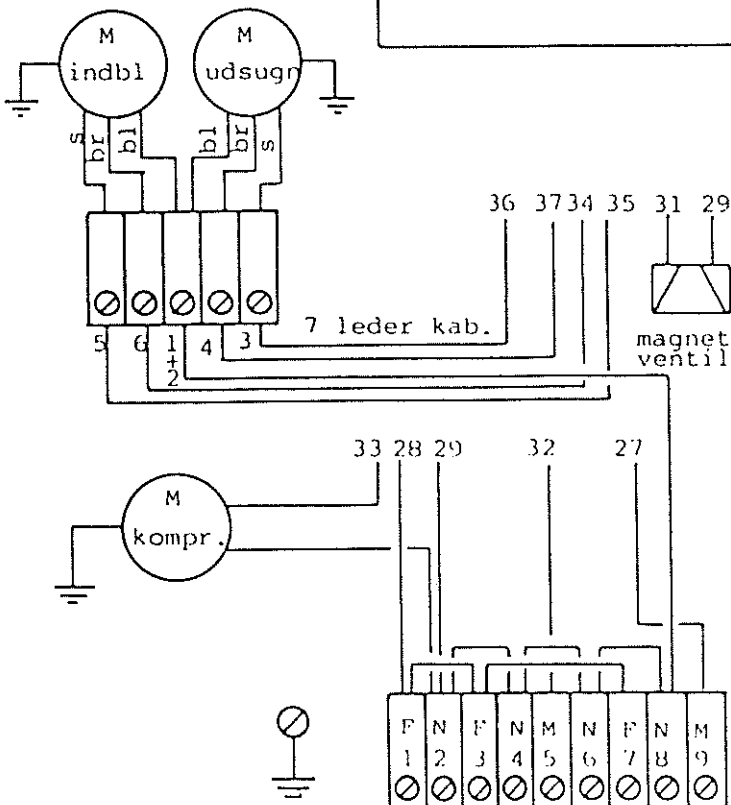 M M
indbl udsugn
s br bl bl br s
36 37 34 35 31 29
7 leder kab.
5 6 1+2 4 3
magnet
ventil
33 28 29 32 27
M
kompr.
F N F N M N F N M
1 2 3 4 5 6 7 8 9